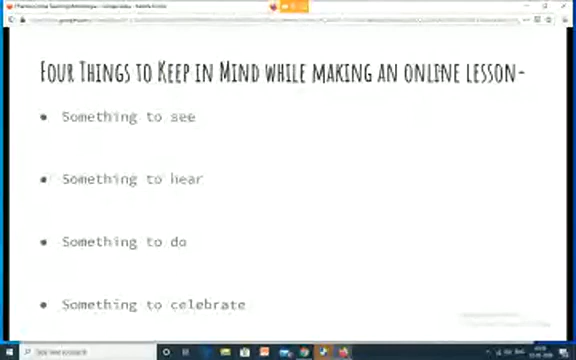 Four Things to Keep in Mind while making an online lesson-
Something to see
Something to hear
Something to do
Something to celebrate